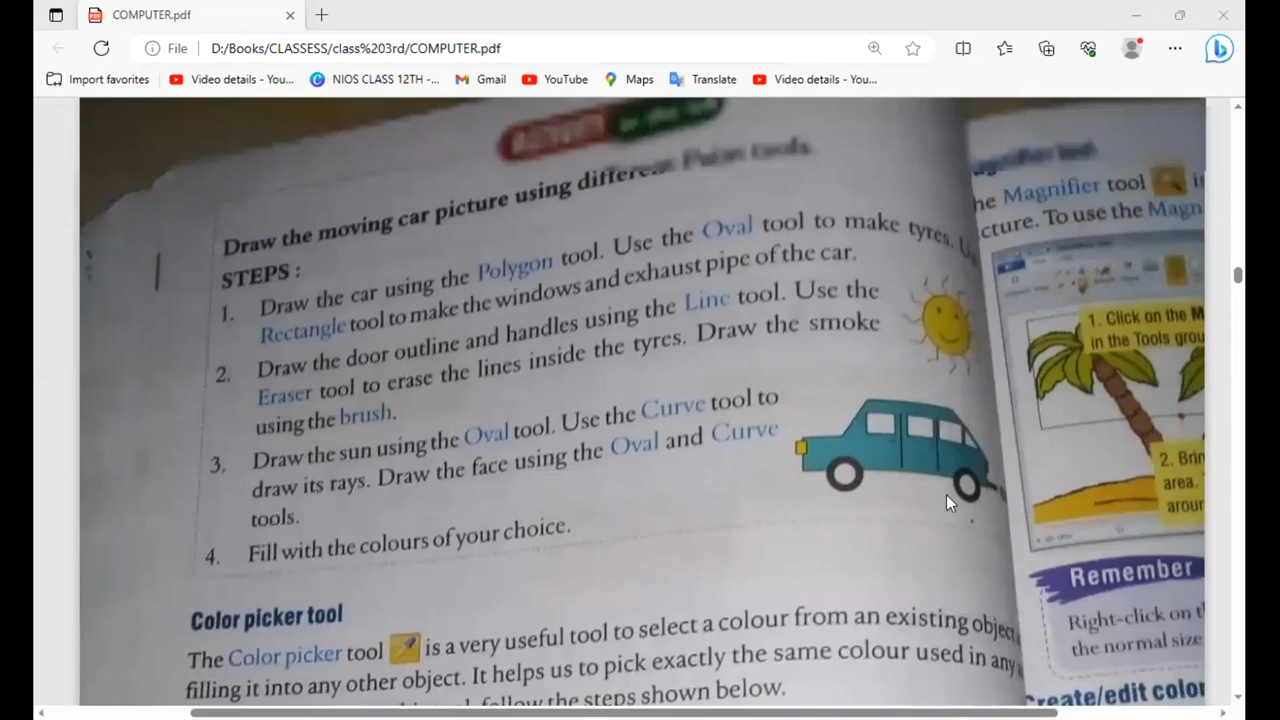 COMPUTER.pdf
File
D:/Books/CLASSESS/class%203rd/COMPUTER.pdf
Import favorites
Video details - You...
NIOS CLASS 12TH -...
Gmail
YouTube
Maps
Translate
Video details - You...
ACTIVITY
Draw the moving car picture using different Paint tools.
STEPS :
1. Draw the car using the Polygon tool. Use the Oval tool to make tyres. U
Rectangle tool to make the windows and exhaust pipe of the car.
2. Draw the door outline and handles using the Line tool. Use the
Eraser tool to erase the lines inside the tyres. Draw the smoke
using the brush.
3. Draw the sun using the Oval tool. Use the Curve tool to
draw its rays. Draw the face using the Oval and Curve
tools.
4. Fill with the colours of your choice.
Color picker tool
The Color picker tool is a very useful tool to select a colour from an existing object
filling it into any other object. It helps us to pick exactly the same colour used in any
follow the steps shown below.
he Magnifier tool i
cture. To use the Magn
1. Click on the M
in the Tools grou
2. Brin
area.
arour
Remember
Right-click on t
the normal size
Create/edit color